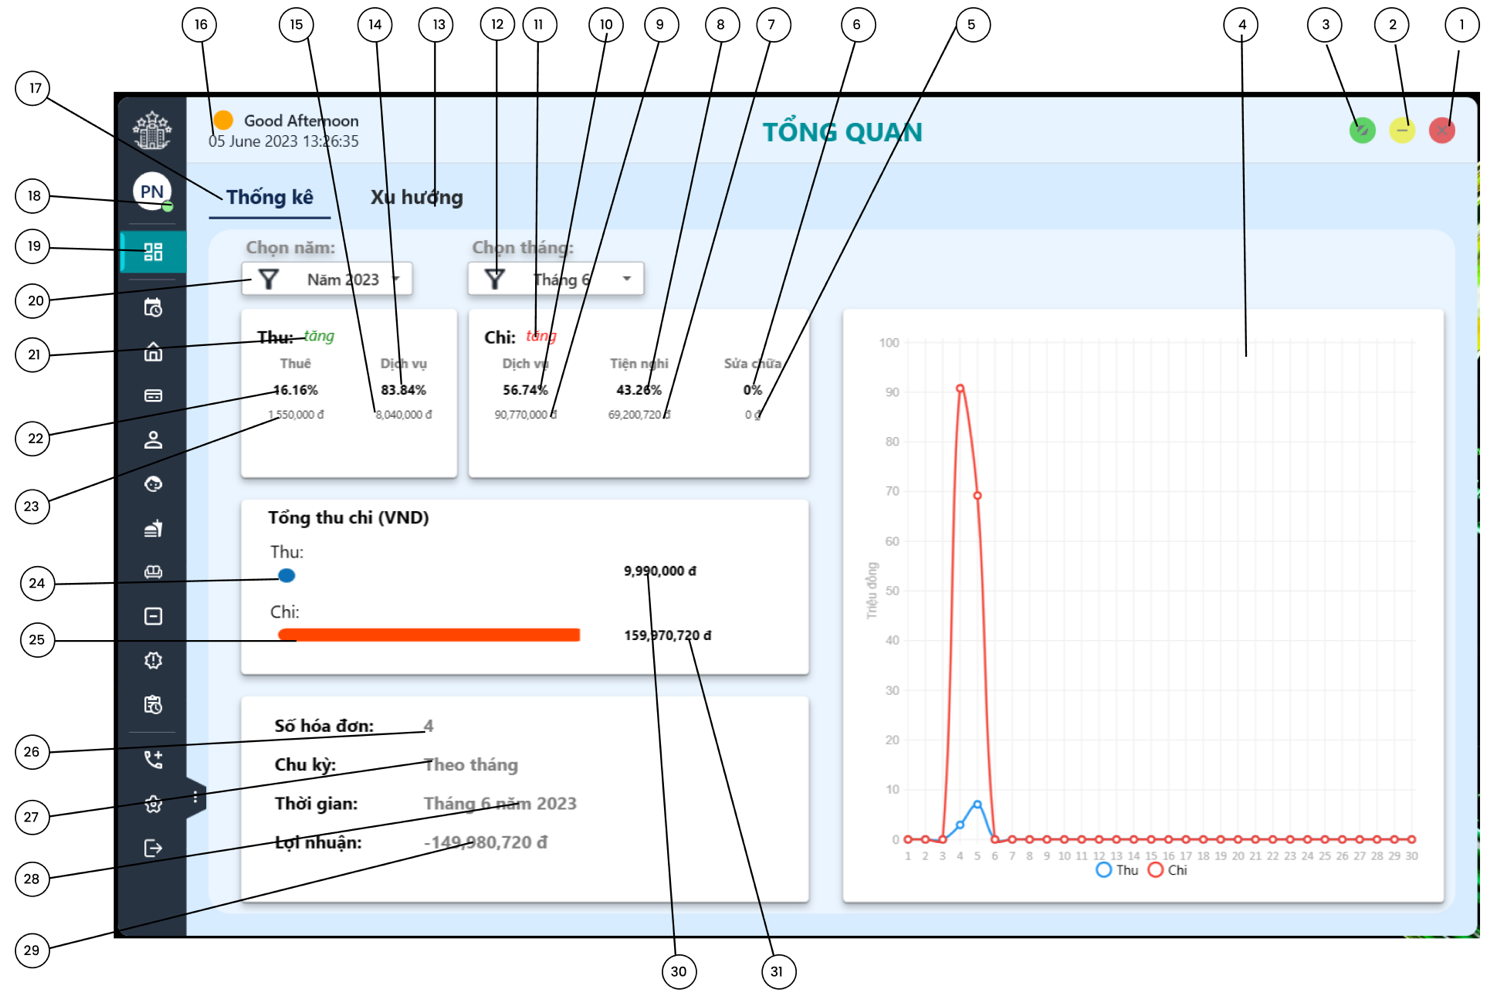 16
15
14
13
12
11
10
9
8
7
6
5
4
3
2
1
17
Good Afternoon
05 June 2023 13:26:35
TỔNG QUAN
PN
18
Thống kê
Xu hướng
19
Chọn năm:
Chọn tháng:
Năm 2023
Tháng 6
20
Thu: tăng
Chi: tăng
21
Thuê
Dịch vụ
Dịch vụ
Tiện nghi
Sửa chữa
16.16%
83.84%
56.74%
43.26%
0%
1,550,000 đ
8,040,000 đ
90,770,000 đ
69,200,720 đ
0 ₫
22
23
Tổng thu chi (VND)
Thu:
9,990,000 đ
24
Chi:
159,970,720 đ
25
Số hóa đơn: 4
26
Chu kỳ: Theo tháng
27
Thời gian: Tháng 6 năm 2023
Lợi nhuận: -149,980,720 đ
28
29
30
31
100
90
80
70
60
50
40
30
20
10
0
Triệu đồng
1 2 3 4 5 6 7 8 9 10 11 12 13 14 15 16 17 18 19 20 21 22 23 24 25 26 27 28 29 30
Thu Chi